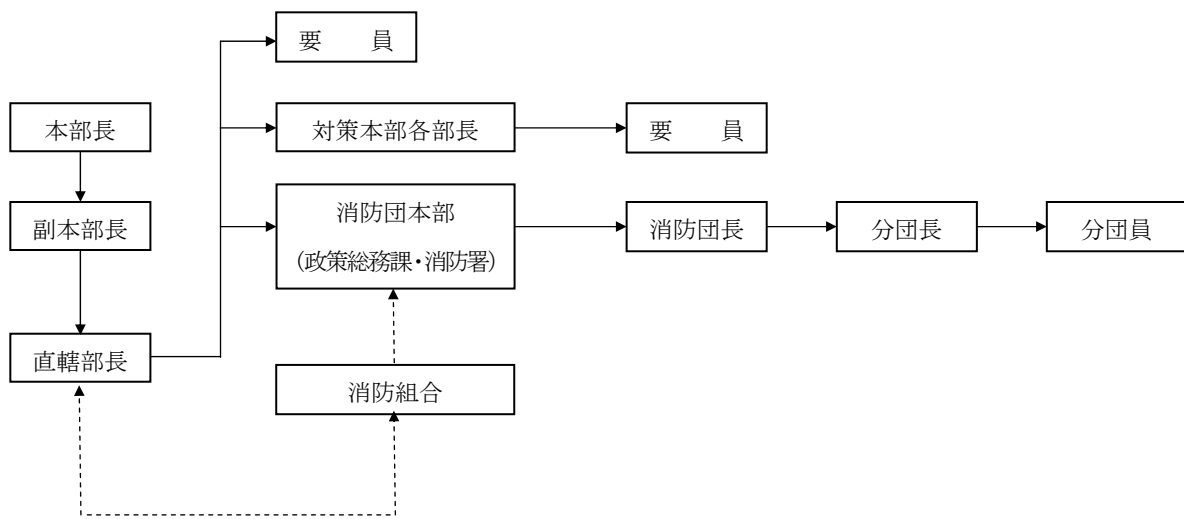 要　　員
本部長
対策本部各部長
要　　員
副本部長
消防団本部
（政策総務課・消防署）
消防団長
分団長
分団員
直轄部長
消防組合